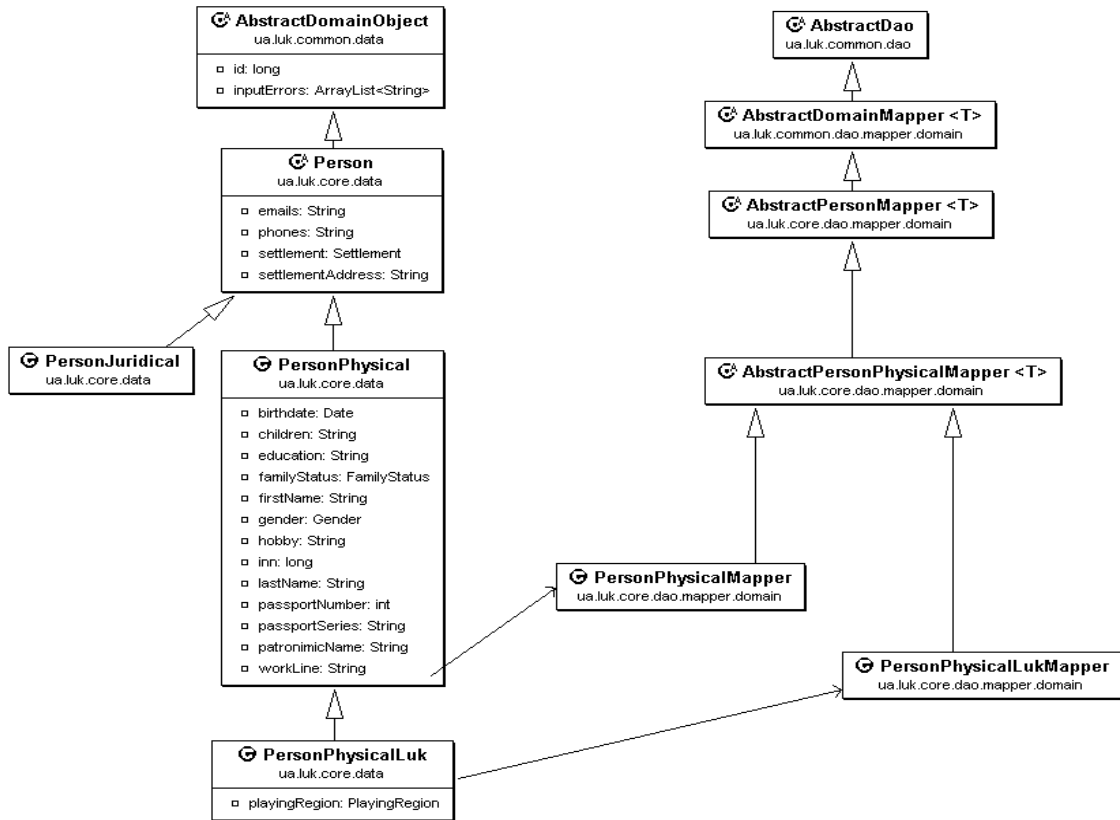 AbstractDomainObject
ua.luk.common.data
id: long
inputErrors: ArrayList<String>
Person
ua.luk.core.data
emails: String
phones: String
settlement: Settlement
settlementAddress: String
PersonJuridical
ua.luk.core.data
PersonPhysical
ua.luk.core.data
birthdate: Date
children: String
education: String
familyStatus: FamilyStatus
firstName: String
gender: Gender
hobby: String
inn: long
lastName: String
passportNumber: int
passportSeries: String
patronimicName: String
workLine: String
PersonPhysicalLuk
ua.luk.core.data
playingRegion: PlayingRegion
AbstractDao
ua.luk.common.dao
AbstractDomainMapper <T>
ua.luk.common.dao.mapper.domain
AbstractPersonMapper <T>
ua.luk.core.dao.mapper.domain
AbstractPersonPhysicalMapper <T>
ua.luk.core.dao.mapper.domain
PersonPhysicalMapper
ua.luk.core.dao.mapper.domain
PersonPhysicalLukMapper
ua.luk.core.dao.mapper.domain